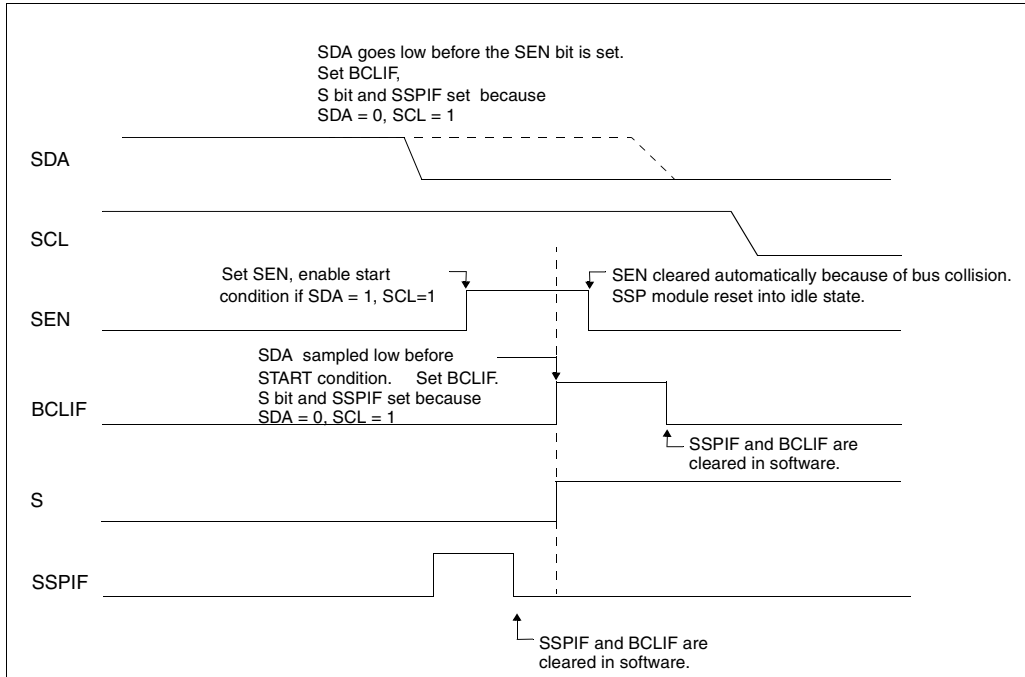 SDA goes low before the SEN bit is set.
Set BCLIF,
S bit and SSPIF set because
SDA = 0, SCL = 1
SDA
SCL
Set SEN, enable start
condition if SDA = 1, SCL=1
SEN cleared automatically because of bus collision.
SSP module reset into idle state.
SEN
SDA sampled low before
START condition. Set BCLIF.
S bit and SSPIF set because
SDA = 0, SCL = 1
BCLIF
SSPIF and BCLIF are
cleared in software.
S
SSPIF
SSPIF and BCLIF are
cleared in software.